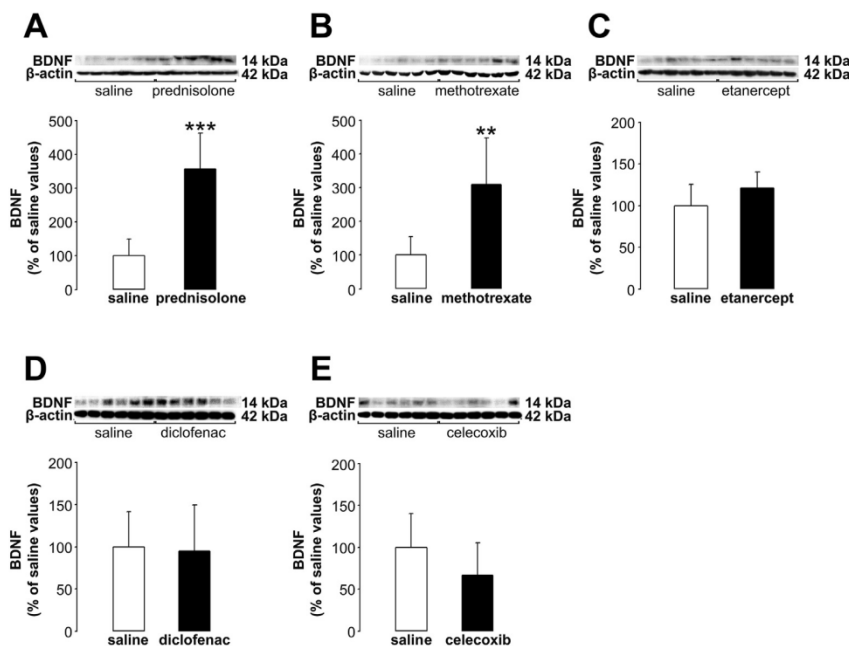 A
BDNF 14 kDa
β-actin 42 kDa
saline prednisolone
BDNF
(% of saline values)
500
400
300
200
100
0
***
saline prednisolone
B
BDNF 14 kDa
β-actin 42 kDa
saline methotrexate
BDNF
(% of saline values)
500
400
300
200
100
0
**
saline methotrexate
C
BDNF 14 kDa
β-actin 42 kDa
saline etanercept
BDNF
(% of saline values)
200
150
100
50
0
saline etanercept
D
BDNF 14 kDa
β-actin 42 kDa
saline diclofenac
BDNF
(% of saline values)
200
150
100
50
0
saline diclofenac
E
BDNF 14 kDa
β-actin 42 kDa
saline celecoxib
BDNF
(% of saline values)
200
150
100
50
0
saline celecoxib